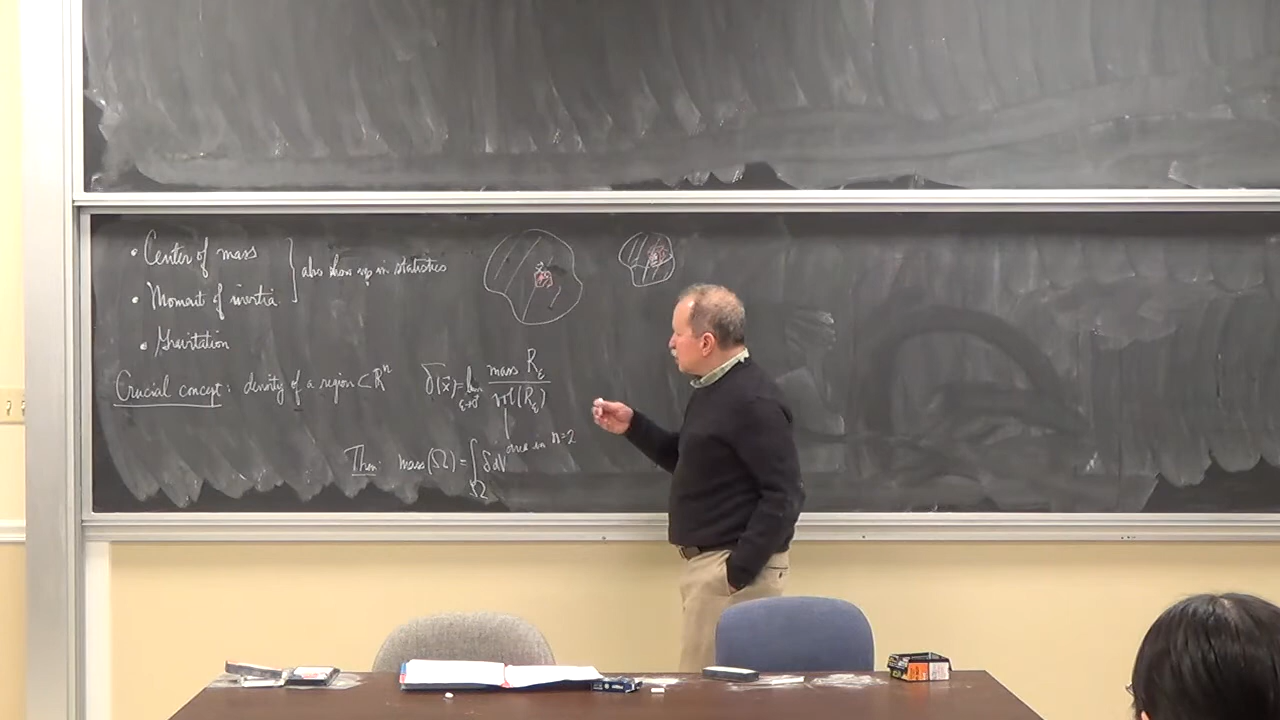 • Center of mass
also show up in statistics
• Moment of inertia
• Gravitation
Crucial concept: density of a region ⊂ ℝⁿ
δ(x⃗) = lim ε→0⁺ mass R_ε / vol(R_ε)
area in n=2
Then: mass(Ω) = ∫_Ω δ dV